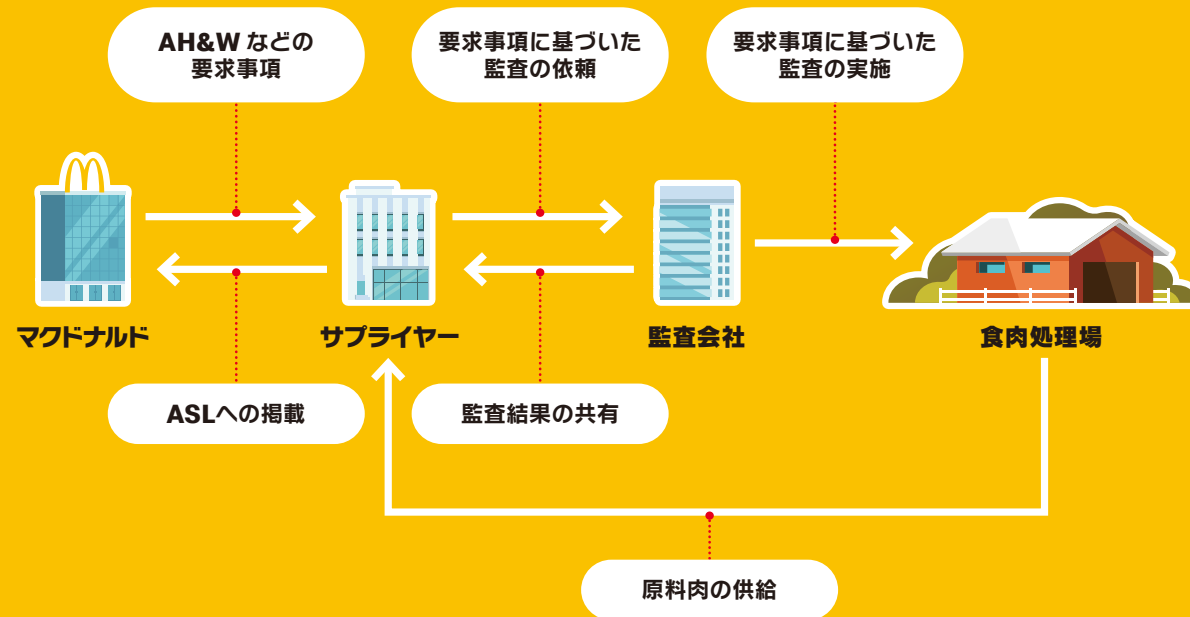 AH&W などの
要求事項
要求事項に基づいた
監査の依頼
要求事項に基づいた
監査の実施
マクドナルド
サプライヤー
監査会社
食肉処理場
ASLへの掲載
監査結果の共有
原料肉の供給